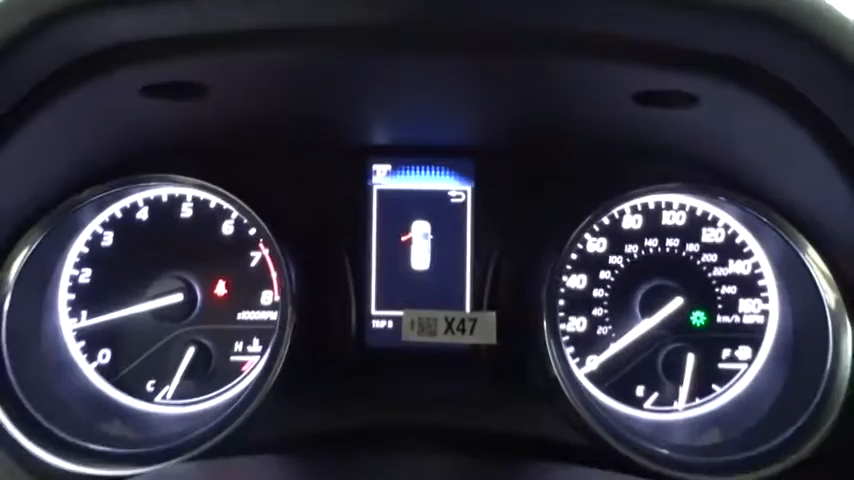 0 1 2 3 4 5 6 7 8
x1000RPM
C H
TRIP B
X47
0 20 40 60 80 100 120 140 160
20 40 60 80 100 120 140 160 180 200 220 240
km/h MPH
E F